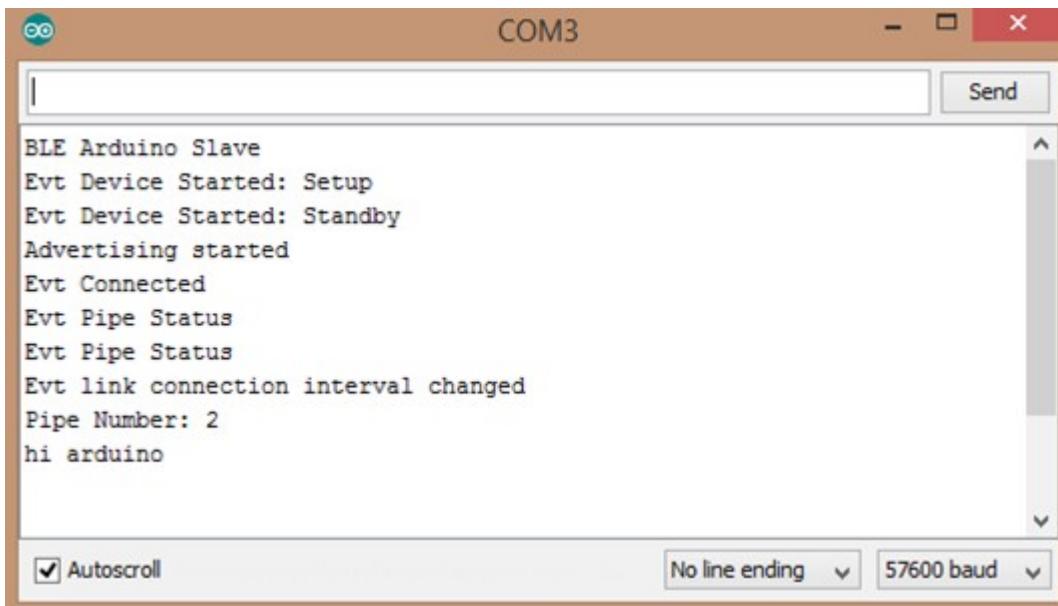 COM3
Send
BLE Arduino Slave
Evt Device Started: Setup
Evt Device Started: Standby
Advertising started
Evt Connected
Evt Pipe Status
Evt Pipe Status
Evt link connection interval changed
Pipe Number: 2
hi arduino
Autoscroll
No line ending
57600 baud